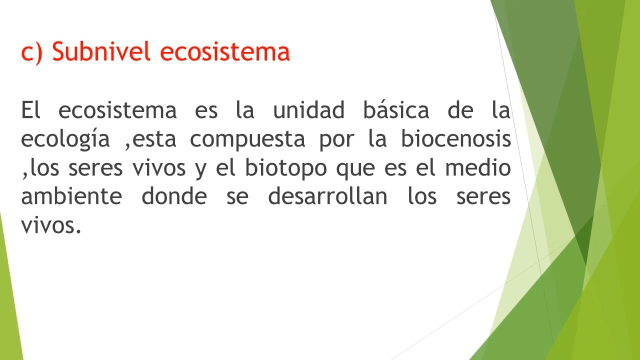 c) Subnivel ecosistema
El ecosistema es la unidad básica de la
ecología ,esta compuesta por la biocenosis
,los seres vivos y el biotopo que es el medio
ambiente donde se desarrollan los seres
vivos.